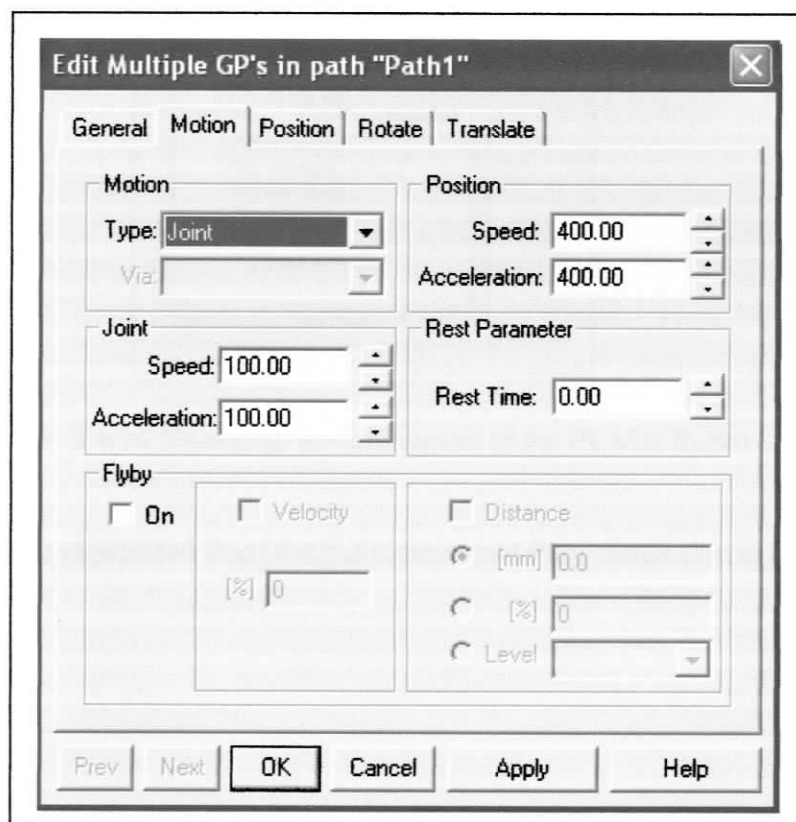 Edit Multiple GP's in path "Path1"
General Motion Position Rotate Translate
Motion
Type: Joint
Via:
Position
Speed: 400.00
Acceleration: 400.00
Joint
Speed: 100.00
Acceleration: 100.00
Rest Parameter
Rest Time: 0.00
Flyby
On
Velocity
[%] 0
Distance
[mm] 0.0
[%] 0
Level
Prev Next OK Cancel Apply Help